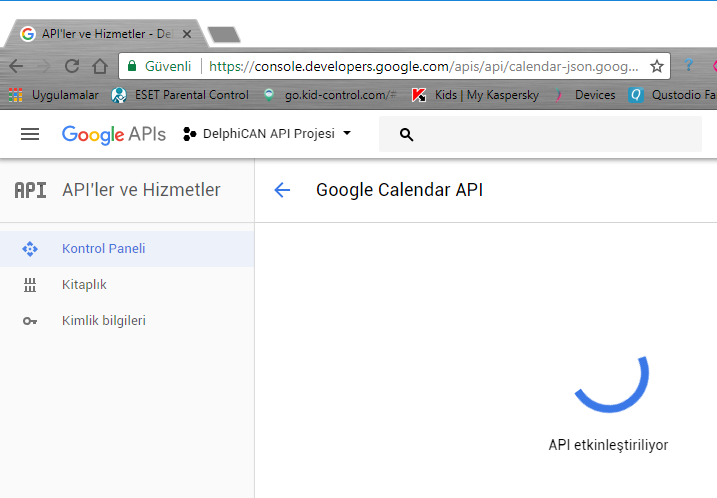 API'ler ve Hizmetler - De
Güvenli https://console.developers.google.com/apis/api/calendar-json.goog...
Uygulamalar ESET Parental Control go.kid-control.com/#
Kids | My Kaspersky Devices Qustodio Fa
Google APIs DelphiCAN API Projesi
API API'ler ve Hizmetler
Google Calendar API
Kontrol Paneli
Kitaplık
Kimlik bilgileri
API etkinleştiriliyor